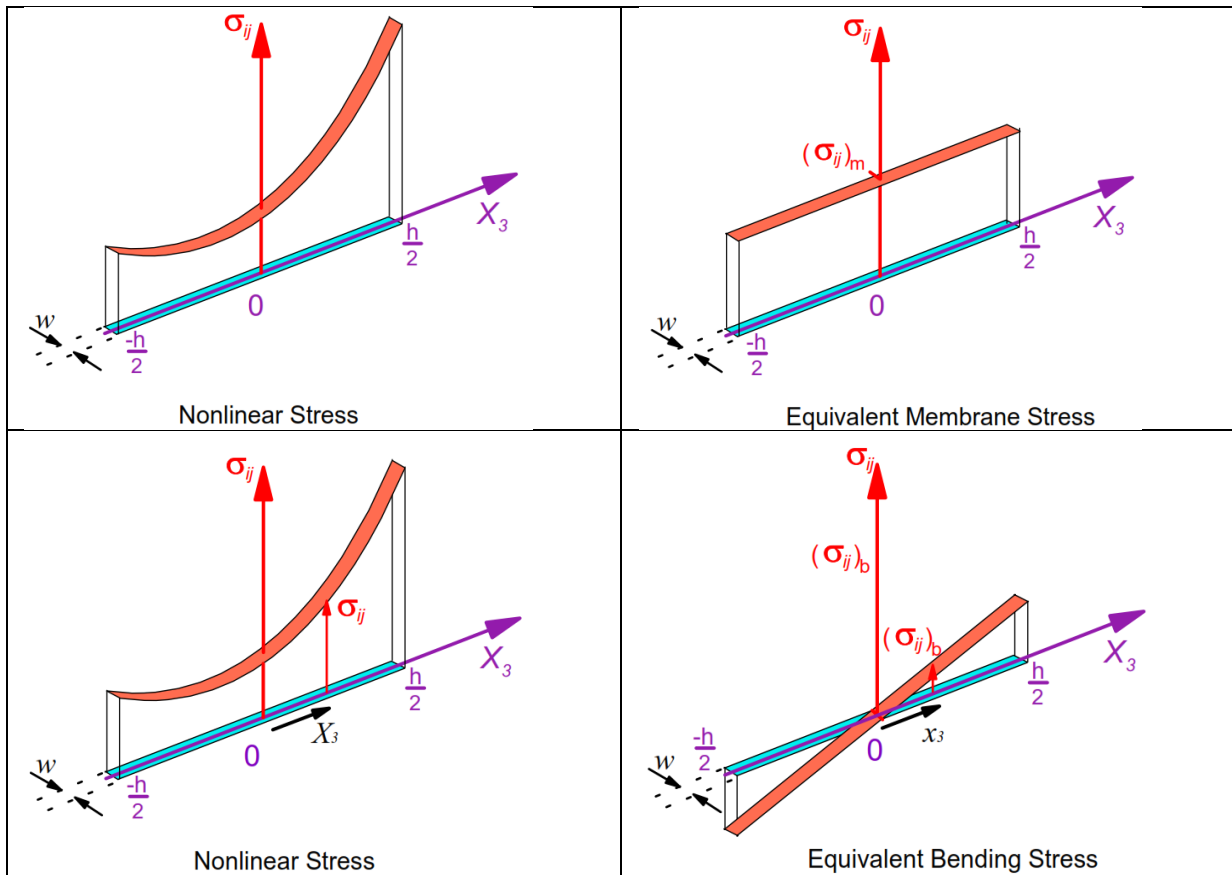 σij
X3
h
2
0
w
-h
2
Nonlinear Stress
σij
(σij)m
X3
h
2
0
w
-h
2
Equivalent Membrane Stress
σij
σij
X3
h
2
X3
0
w
-h
2
Nonlinear Stress
σij
(σij)b
(σij)b
X3
h
2
x3
0
-h
2
w
Equivalent Bending Stress